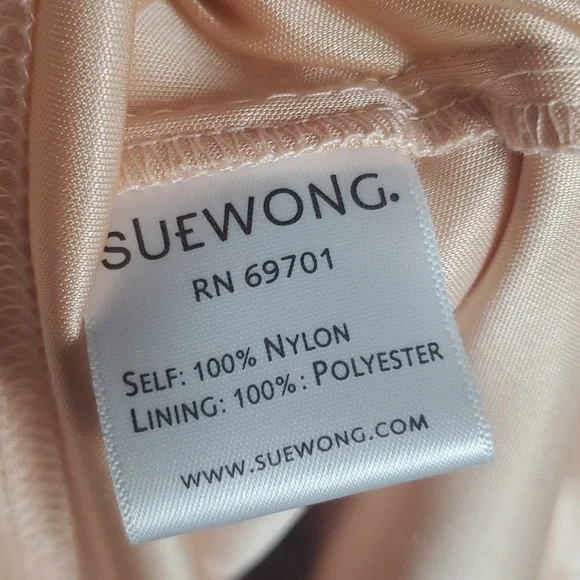 SUEWONG.
RN 69701
SELF: 100% NYLON
LINING: 100%: POLYESTER
WWW.SUEWONG.COM